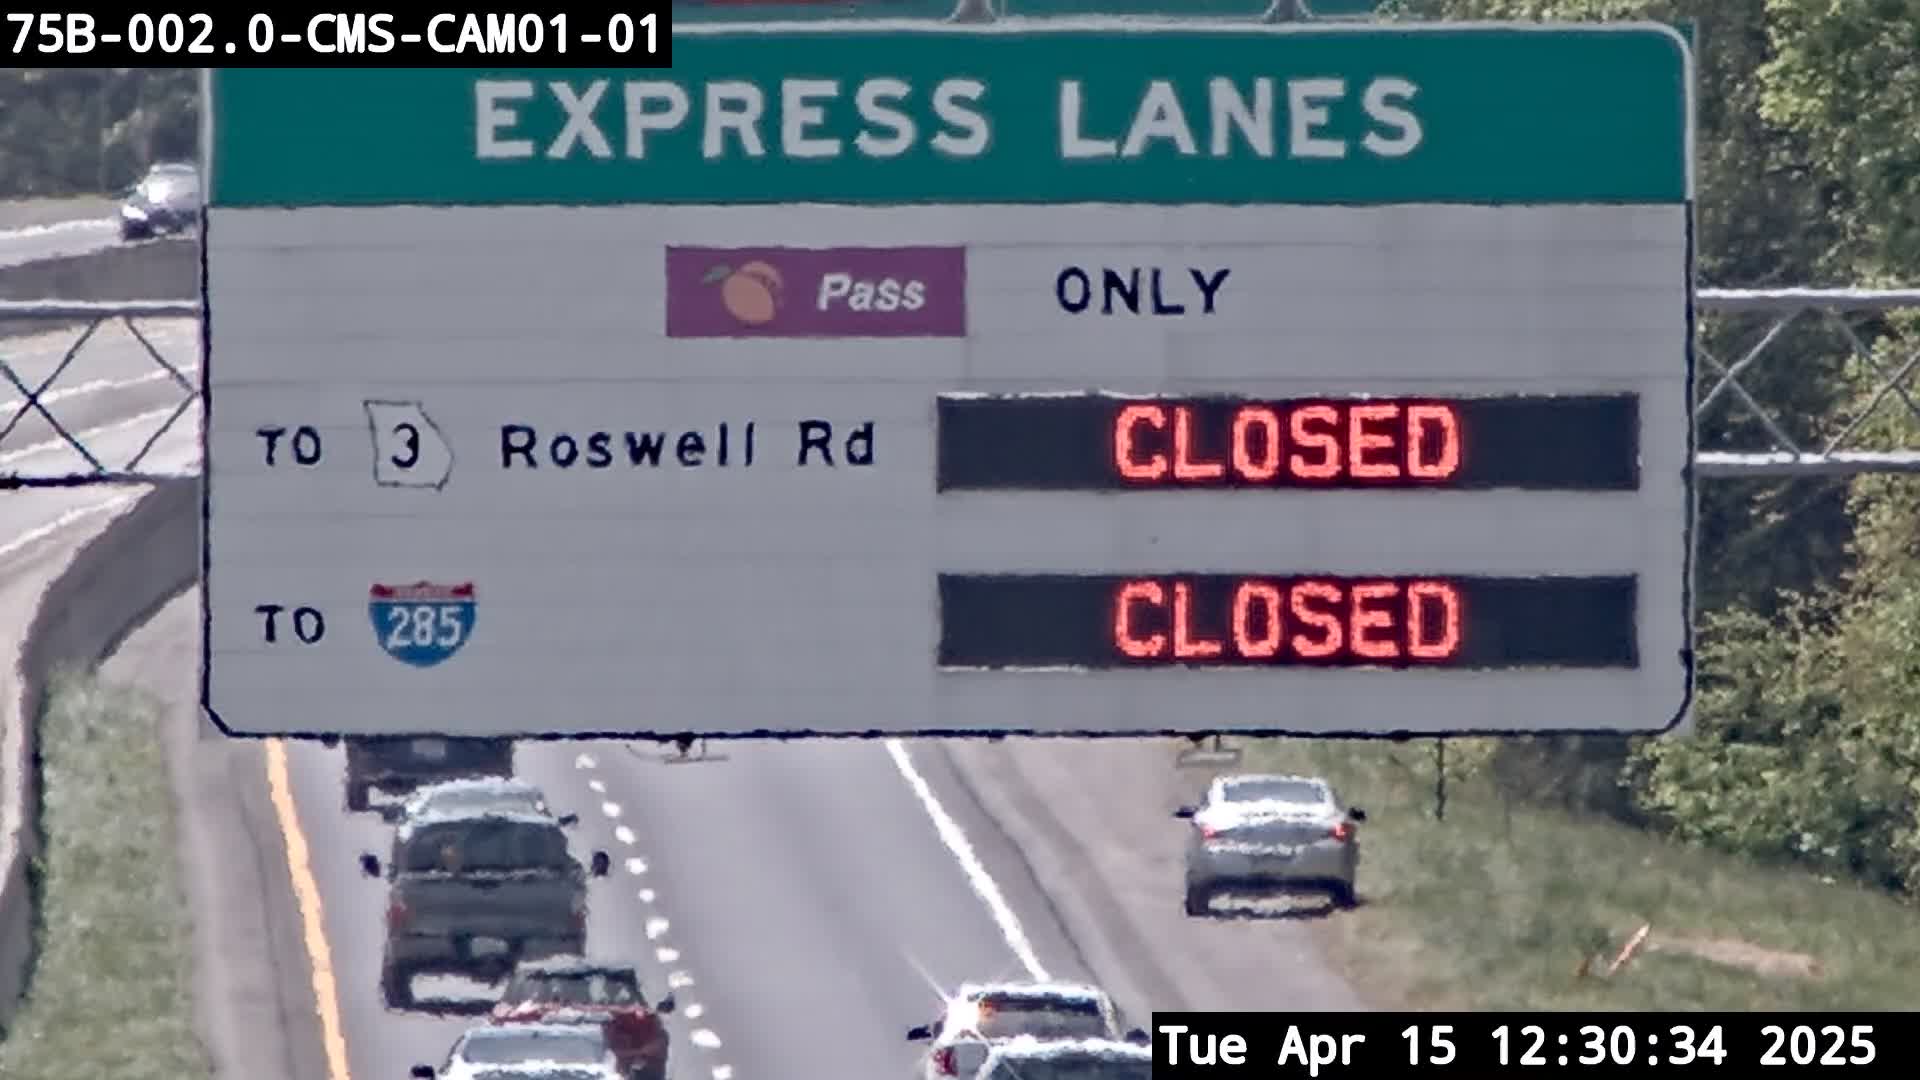 75B-002.0-CMS-CAM01-01
EXPRESS LANES
Pass ONLY
TO 3 Roswell Rd CLOSED
TO 285 CLOSED
Tue Apr 15 12:30:34 2025